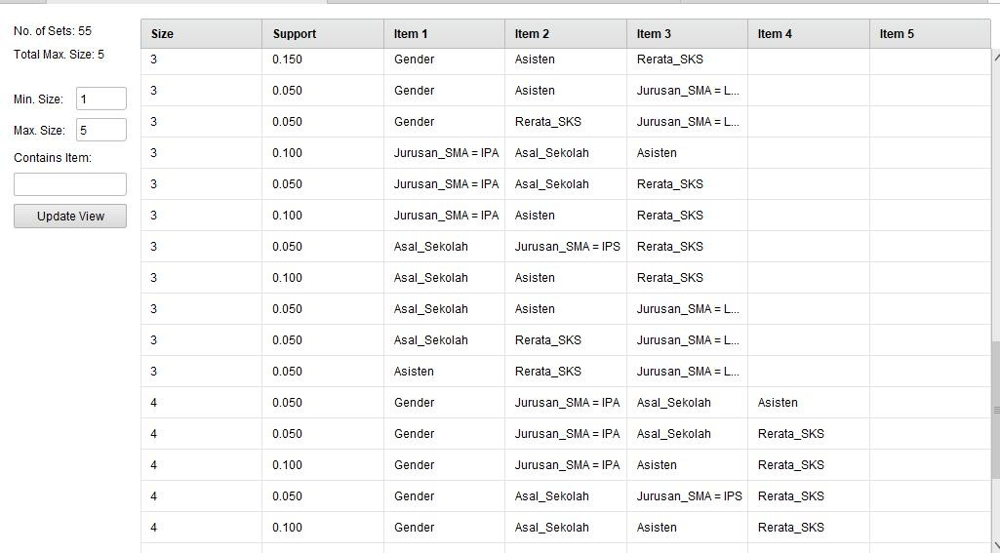 No. of Sets: 55
Total Max. Size: 5
Min. Size: 1
Max. Size: 5
Contains Item:
Update View
Size Support Item 1 Item 2 Item 3 Item 4 Item 5
3 0.150 Gender Asisten Rerata_SKS
3 0.050 Gender Asisten Jurusan_SMA = L...
3 0.050 Gender Rerata_SKS Jurusan_SMA = L...
3 0.100 Jurusan_SMA = IPA Asal_Sekolah Asisten
3 0.050 Jurusan_SMA = IPA Asal_Sekolah Rerata_SKS
3 0.100 Jurusan_SMA = IPA Asisten Rerata_SKS
3 0.050 Asal_Sekolah Jurusan_SMA = IPS Rerata_SKS
3 0.100 Asal_Sekolah Asisten Rerata_SKS
3 0.050 Asal_Sekolah Asisten Jurusan_SMA = L...
3 0.050 Asal_Sekolah Rerata_SKS Jurusan_SMA = L...
3 0.050 Asisten Rerata_SKS Jurusan_SMA = L...
4 0.050 Gender Jurusan_SMA = IPA Asal_Sekolah Asisten
4 0.050 Gender Jurusan_SMA = IPA Asal_Sekolah Rerata_SKS
4 0.100 Gender Jurusan_SMA = IPA Asisten Rerata_SKS
4 0.050 Gender Asal_Sekolah Jurusan_SMA = IPS Rerata_SKS
4 0.100 Gender Asal_Sekolah Asisten Rerata_SKS